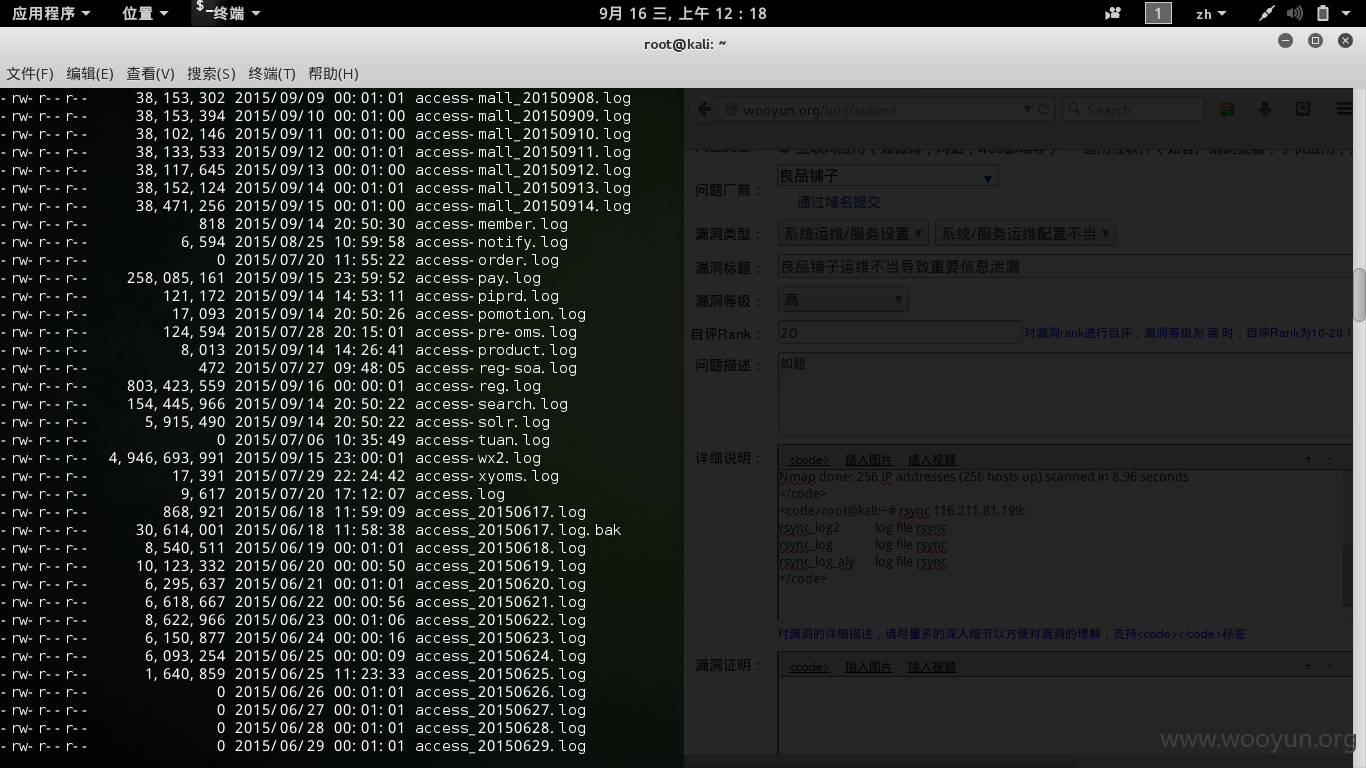 应用程序 位置 终端 9月 16 三, 上午 12：18 1 zh
root@kali: ~
文件(F) 编辑(E) 查看(V) 搜索(S) 终端(T) 帮助(H)
-rw-r--r-- 38,153,302 2015/09/09 00:01:01 access-mall_20150908.log
-rw-r--r-- 38,153,394 2015/09/10 00:01:00 access-mall_20150909.log
-rw-r--r-- 38,102,146 2015/09/11 00:01:00 access-mall_20150910.log
-rw-r--r-- 38,133,533 2015/09/12 00:01:01 access-mall_20150911.log
-rw-r--r-- 38,117,645 2015/09/13 00:01:00 access-mall_20150912.log
-rw-r--r-- 38,152,124 2015/09/14 00:01:01 access-mall_20150913.log
-rw-r--r-- 38,471,256 2015/09/15 00:01:00 access-mall_20150914.log
-rw-r--r-- 818 2015/09/14 20:50:30 access-member.log
-rw-r--r-- 6,594 2015/08/25 10:59:58 access-notify.log
-rw-r--r-- 0 2015/07/20 11:55:22 access-order.log
-rw-r--r-- 258,085,161 2015/09/15 23:59:52 access-pay.log
-rw-r--r-- 121,172 2015/09/14 14:53:11 access-piprd.log
-rw-r--r-- 17,093 2015/09/14 20:50:26 access-pomotion.log
-rw-r--r-- 124,594 2015/07/28 20:15:01 access-pre-oms.log
-rw-r--r-- 8,013 2015/09/14 14:26:41 access-product.log
-rw-r--r-- 472 2015/07/27 09:48:05 access-reg-soa.log
-rw-r--r-- 803,423,559 2015/09/16 00:00:01 access-reg.log
-rw-r--r-- 154,445,966 2015/09/14 20:50:22 access-search.log
-rw-r--r-- 5,915,490 2015/09/14 20:50:22 access-solr.log
-rw-r--r-- 0 2015/07/06 10:35:49 access-tuan.log
-rw-r--r-- 4,946,693,991 2015/09/15 23:00:01 access-wx2.log
-rw-r--r-- 17,391 2015/07/29 22:24:42 access-xyoms.log
-rw-r--r-- 9,617 2015/07/20 17:12:07 access.log
-rw-r--r-- 868,921 2015/06/18 11:59:09 access_20150617.log
-rw-r--r-- 30,614,001 2015/06/18 11:58:38 access_20150617.log.bak
-rw-r--r-- 8,540,511 2015/06/19 00:01:01 access_20150618.log
-rw-r--r-- 10,123,332 2015/06/20 00:00:50 access_20150619.log
-rw-r--r-- 6,295,637 2015/06/21 00:01:01 access_20150620.log
-rw-r--r-- 6,618,667 2015/06/22 00:00:56 access_20150621.log
-rw-r--r-- 8,622,966 2015/06/23 00:01:06 access_20150622.log
-rw-r--r-- 6,150,877 2015/06/24 00:00:16 access_20150623.log
-rw-r--r-- 6,093,254 2015/06/25 00:00:09 access_20150624.log
-rw-r--r-- 1,640,859 2015/06/25 11:23:33 access_20150625.log
-rw-r--r-- 0 2015/06/26 00:01:01 access_20150626.log
-rw-r--r-- 0 2015/06/27 00:01:01 access_20150627.log
-rw-r--r-- 0 2015/06/28 00:01:01 access_20150628.log
-rw-r--r-- 0 2015/06/29 00:01:01 access_20150629.log
wooyun.org/bug/submit Search
问题厂商： 良品铺子
通过域名提交
漏洞类型： 系统运维/服务设置 系统/服务运维配置不当
漏洞标题： 良品铺子运维不当导致重要信息泄漏
漏洞等级： 高
自评Rank： 20 对漏洞rank进行自评，漏洞等级为 高 时，自评Rank为10-20！
问题描述： 如题
详细说明： <code> 插入图片 插入视频 + -
Nmap done: 256 IP addresses (256 hosts up) scanned in 8.96 seconds
</code>
<code>root@kali:~# rsync 116.211.81.199::
rsync_log2 log file rsync
rsync_log log file rsync
rsync_log_aly log file rsync
</code>
对漏洞的详细描述，请尽量多的深入细节以方便对漏洞的理解，支持<code></code>标签
漏洞证明： <code> 插入图片 插入视频 + -
www.wooyun.org